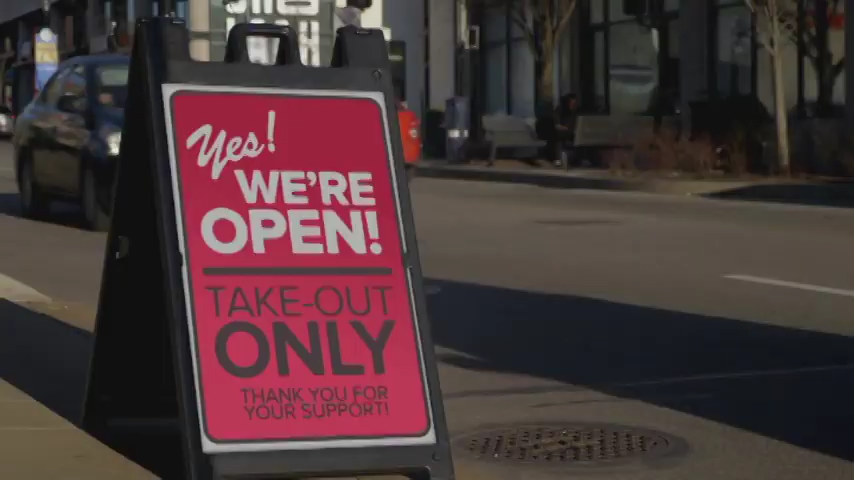 Yes!
WE'RE
OPEN!
TAKE-OUT
ONLY
THANK YOU FOR
YOUR SUPPORT!